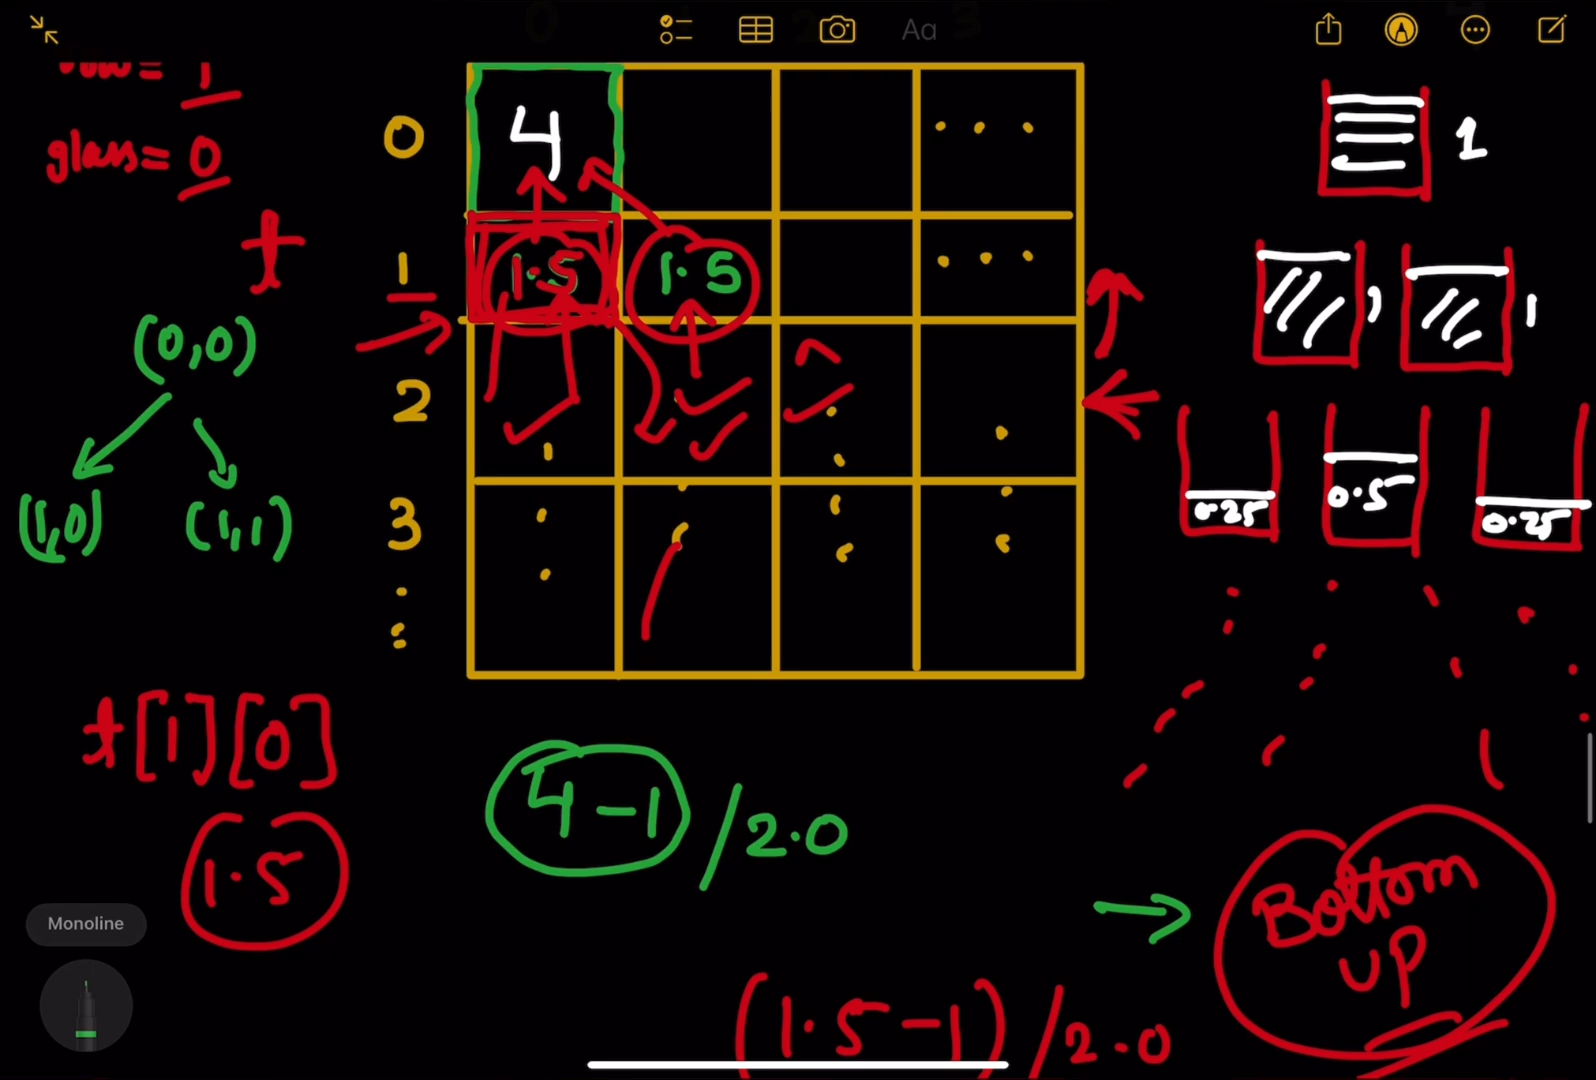 Aa
= 1
glass = 0
t
(0,0)
(1,0) (1,1)
0 4 . . .
1 1.5 1.5 . . .
2
3
t[1][0]
1.5
4-1/2.0
(1.5-1)/2.0
1
1 1
0.25 0.5 0.25
Bottom
UP
Monoline